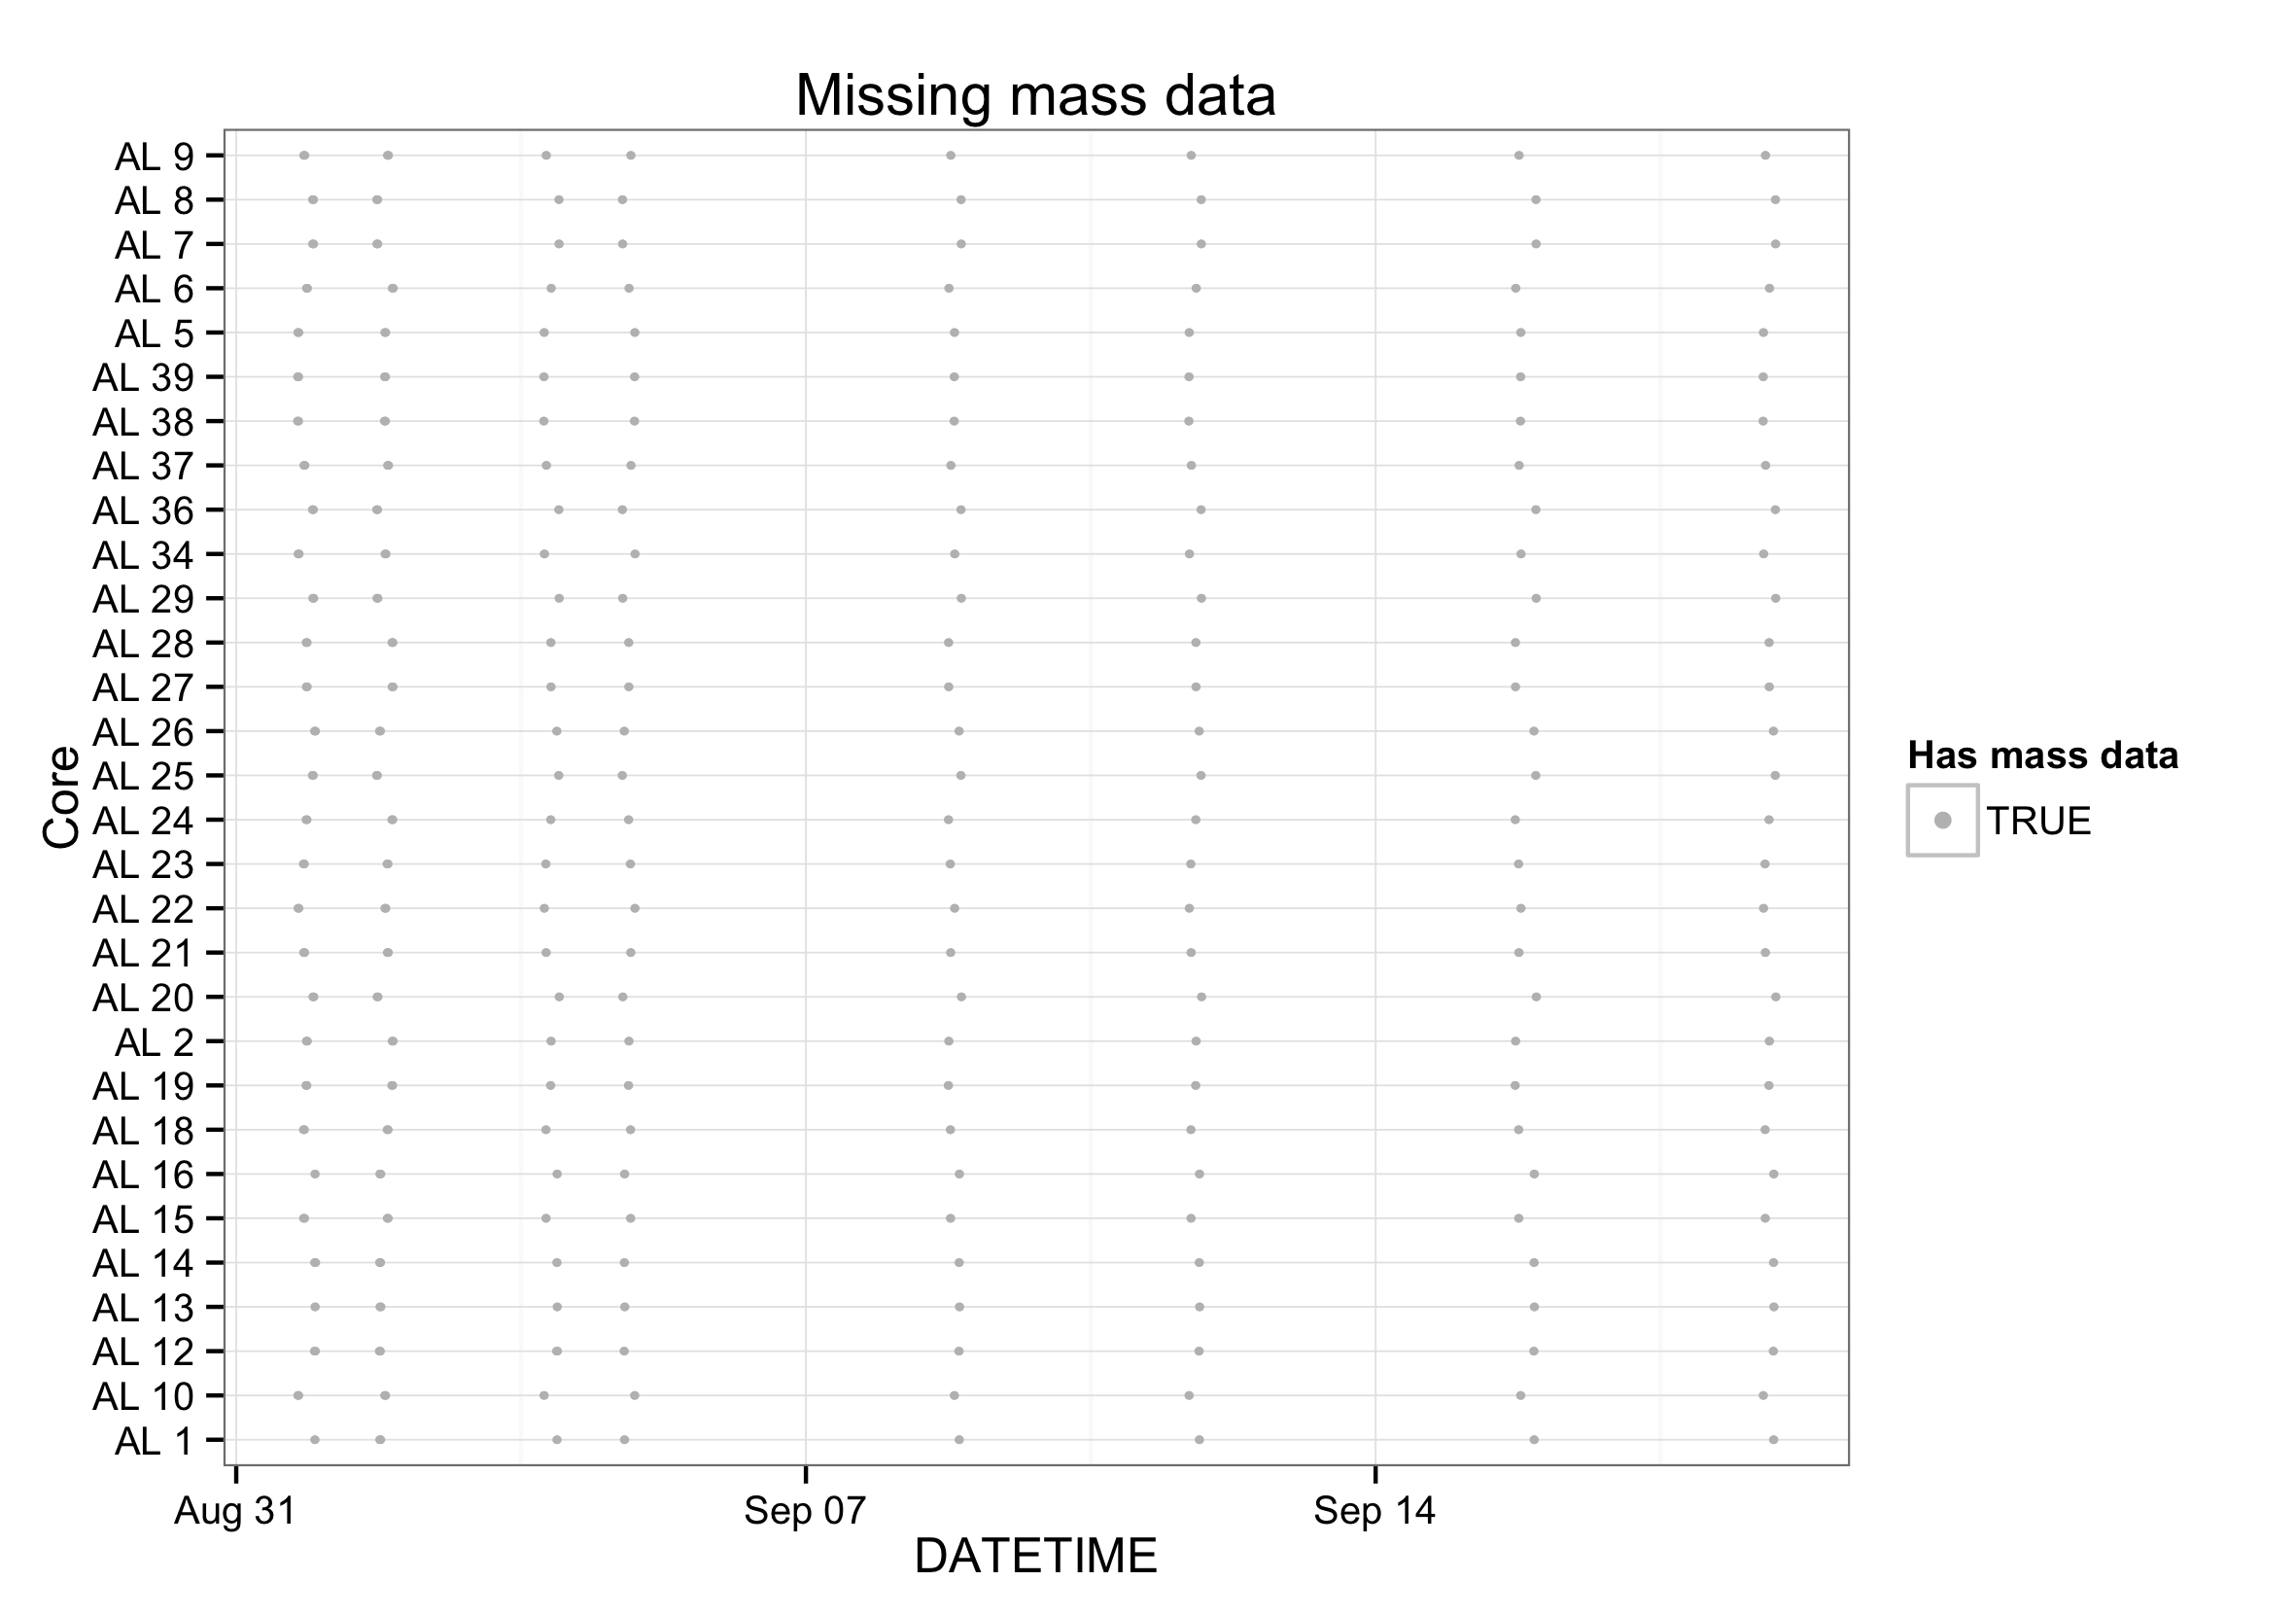 Missing mass data
AL 9
AL 8
AL 7
AL 6
AL 5
AL 39
AL 38
AL 37
AL 36
AL 34
AL 29
AL 28
AL 27
AL 26
AL 25
AL 24
AL 23
AL 22
AL 21
AL 20
AL 2
AL 19
AL 18
AL 16
AL 15
AL 14
AL 13
AL 12
AL 10
AL 1
Core
Has mass data
TRUE
Aug 31 Sep 07 Sep 14
DATETIME